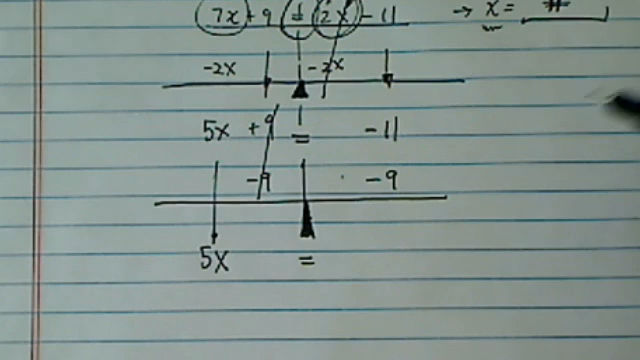 7x + 9 = 2x - 11 → x = #
-2x -2x
5x + 9 = -11
-9 -9
5x =